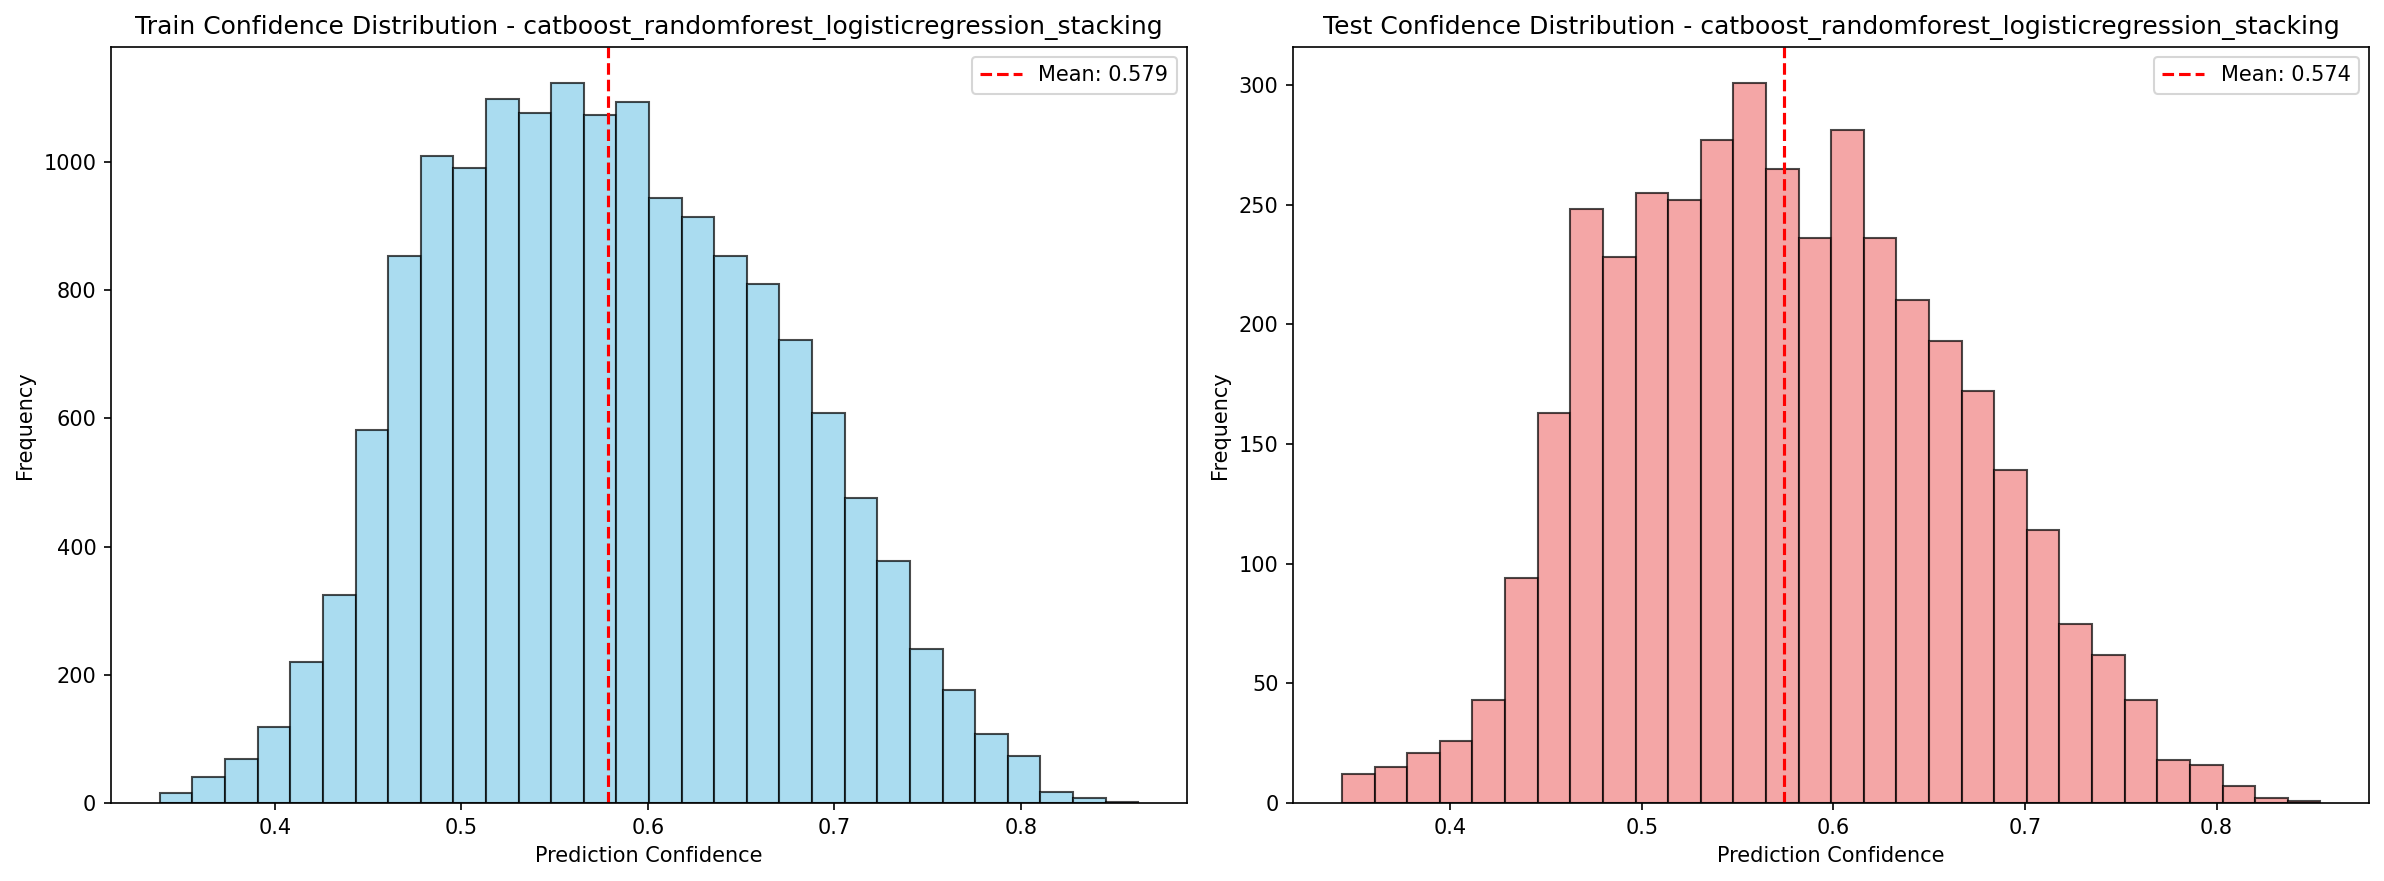 Train Confidence Distribution - catboost_randomforest_logisticregression_stacking
Mean: 0.579
Frequency
1000
800
600
400
200
0
0.4 0.5 0.6 0.7 0.8
Prediction Confidence
Test Confidence Distribution - catboost_randomforest_logisticregression_stacking
Mean: 0.574
Frequency
300
250
200
150
100
50
0
0.4 0.5 0.6 0.7 0.8
Prediction Confidence